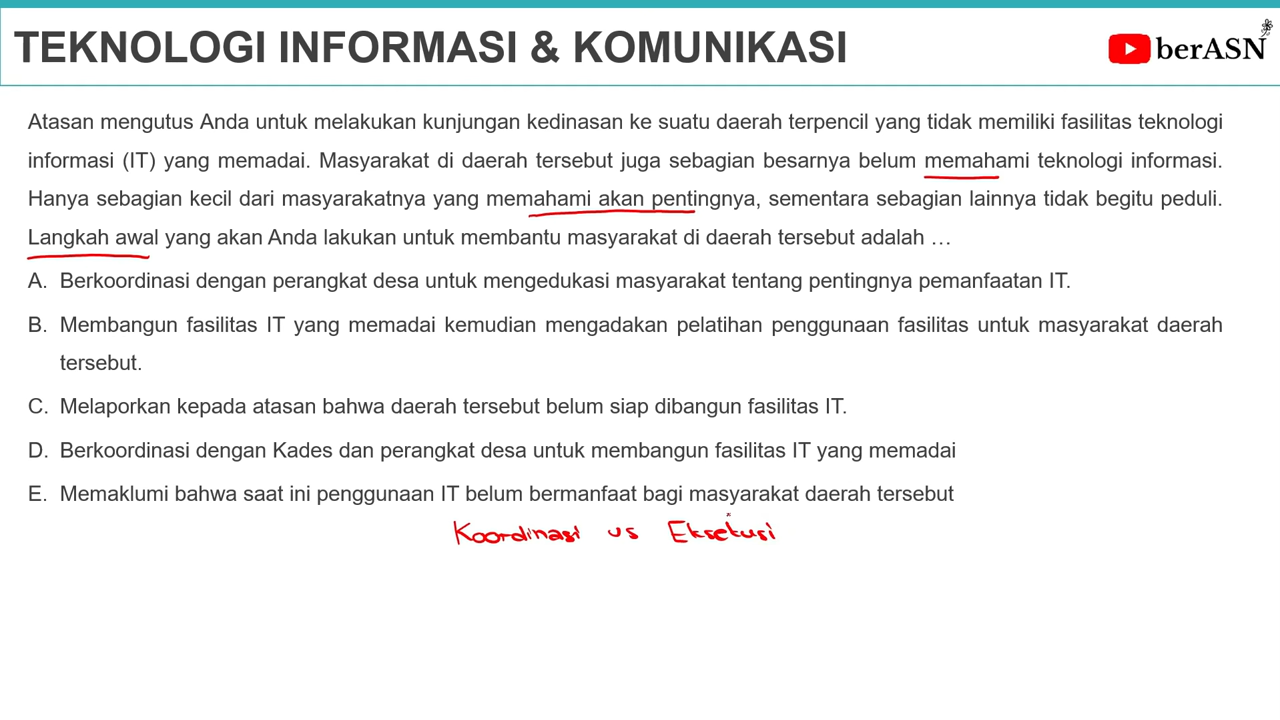 TEKNOLOGI INFORMASI & KOMUNIKASI
berASN
Atasan mengutus Anda untuk melakukan kunjungan kedinasan ke suatu daerah terpencil yang tidak memiliki fasilitas teknologi
informasi (IT) yang memadai. Masyarakat di daerah tersebut juga sebagian besarnya belum memahami teknologi informasi.
Hanya sebagian kecil dari masyarakatnya yang memahami akan pentingnya, sementara sebagian lainnya tidak begitu peduli.
Langkah awal yang akan Anda lakukan untuk membantu masyarakat di daerah tersebut adalah …
A. Berkoordinasi dengan perangkat desa untuk mengedukasi masyarakat tentang pentingnya pemanfaatan IT.
B. Membangun fasilitas IT yang memadai kemudian mengadakan pelatihan penggunaan fasilitas untuk masyarakat daerah
tersebut.
C. Melaporkan kepada atasan bahwa daerah tersebut belum siap dibangun fasilitas IT.
D. Berkoordinasi dengan Kades dan perangkat desa untuk membangun fasilitas IT yang memadai
E. Memaklumi bahwa saat ini penggunaan IT belum bermanfaat bagi masyarakat daerah tersebut
Koordinasi vs Eksekusi